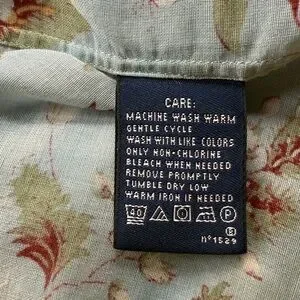 CARE:
MACHINE WASH WARM
GENTLE CYCLE
WASH WITH LIKE COLORS
ONLY NON-CHLORINE
BLEACH WHEN NEEDED
REMOVE PROMPTLY
TUMBLE DRY LOW
WARM IRON IF NEEDED
40 P
nº1529